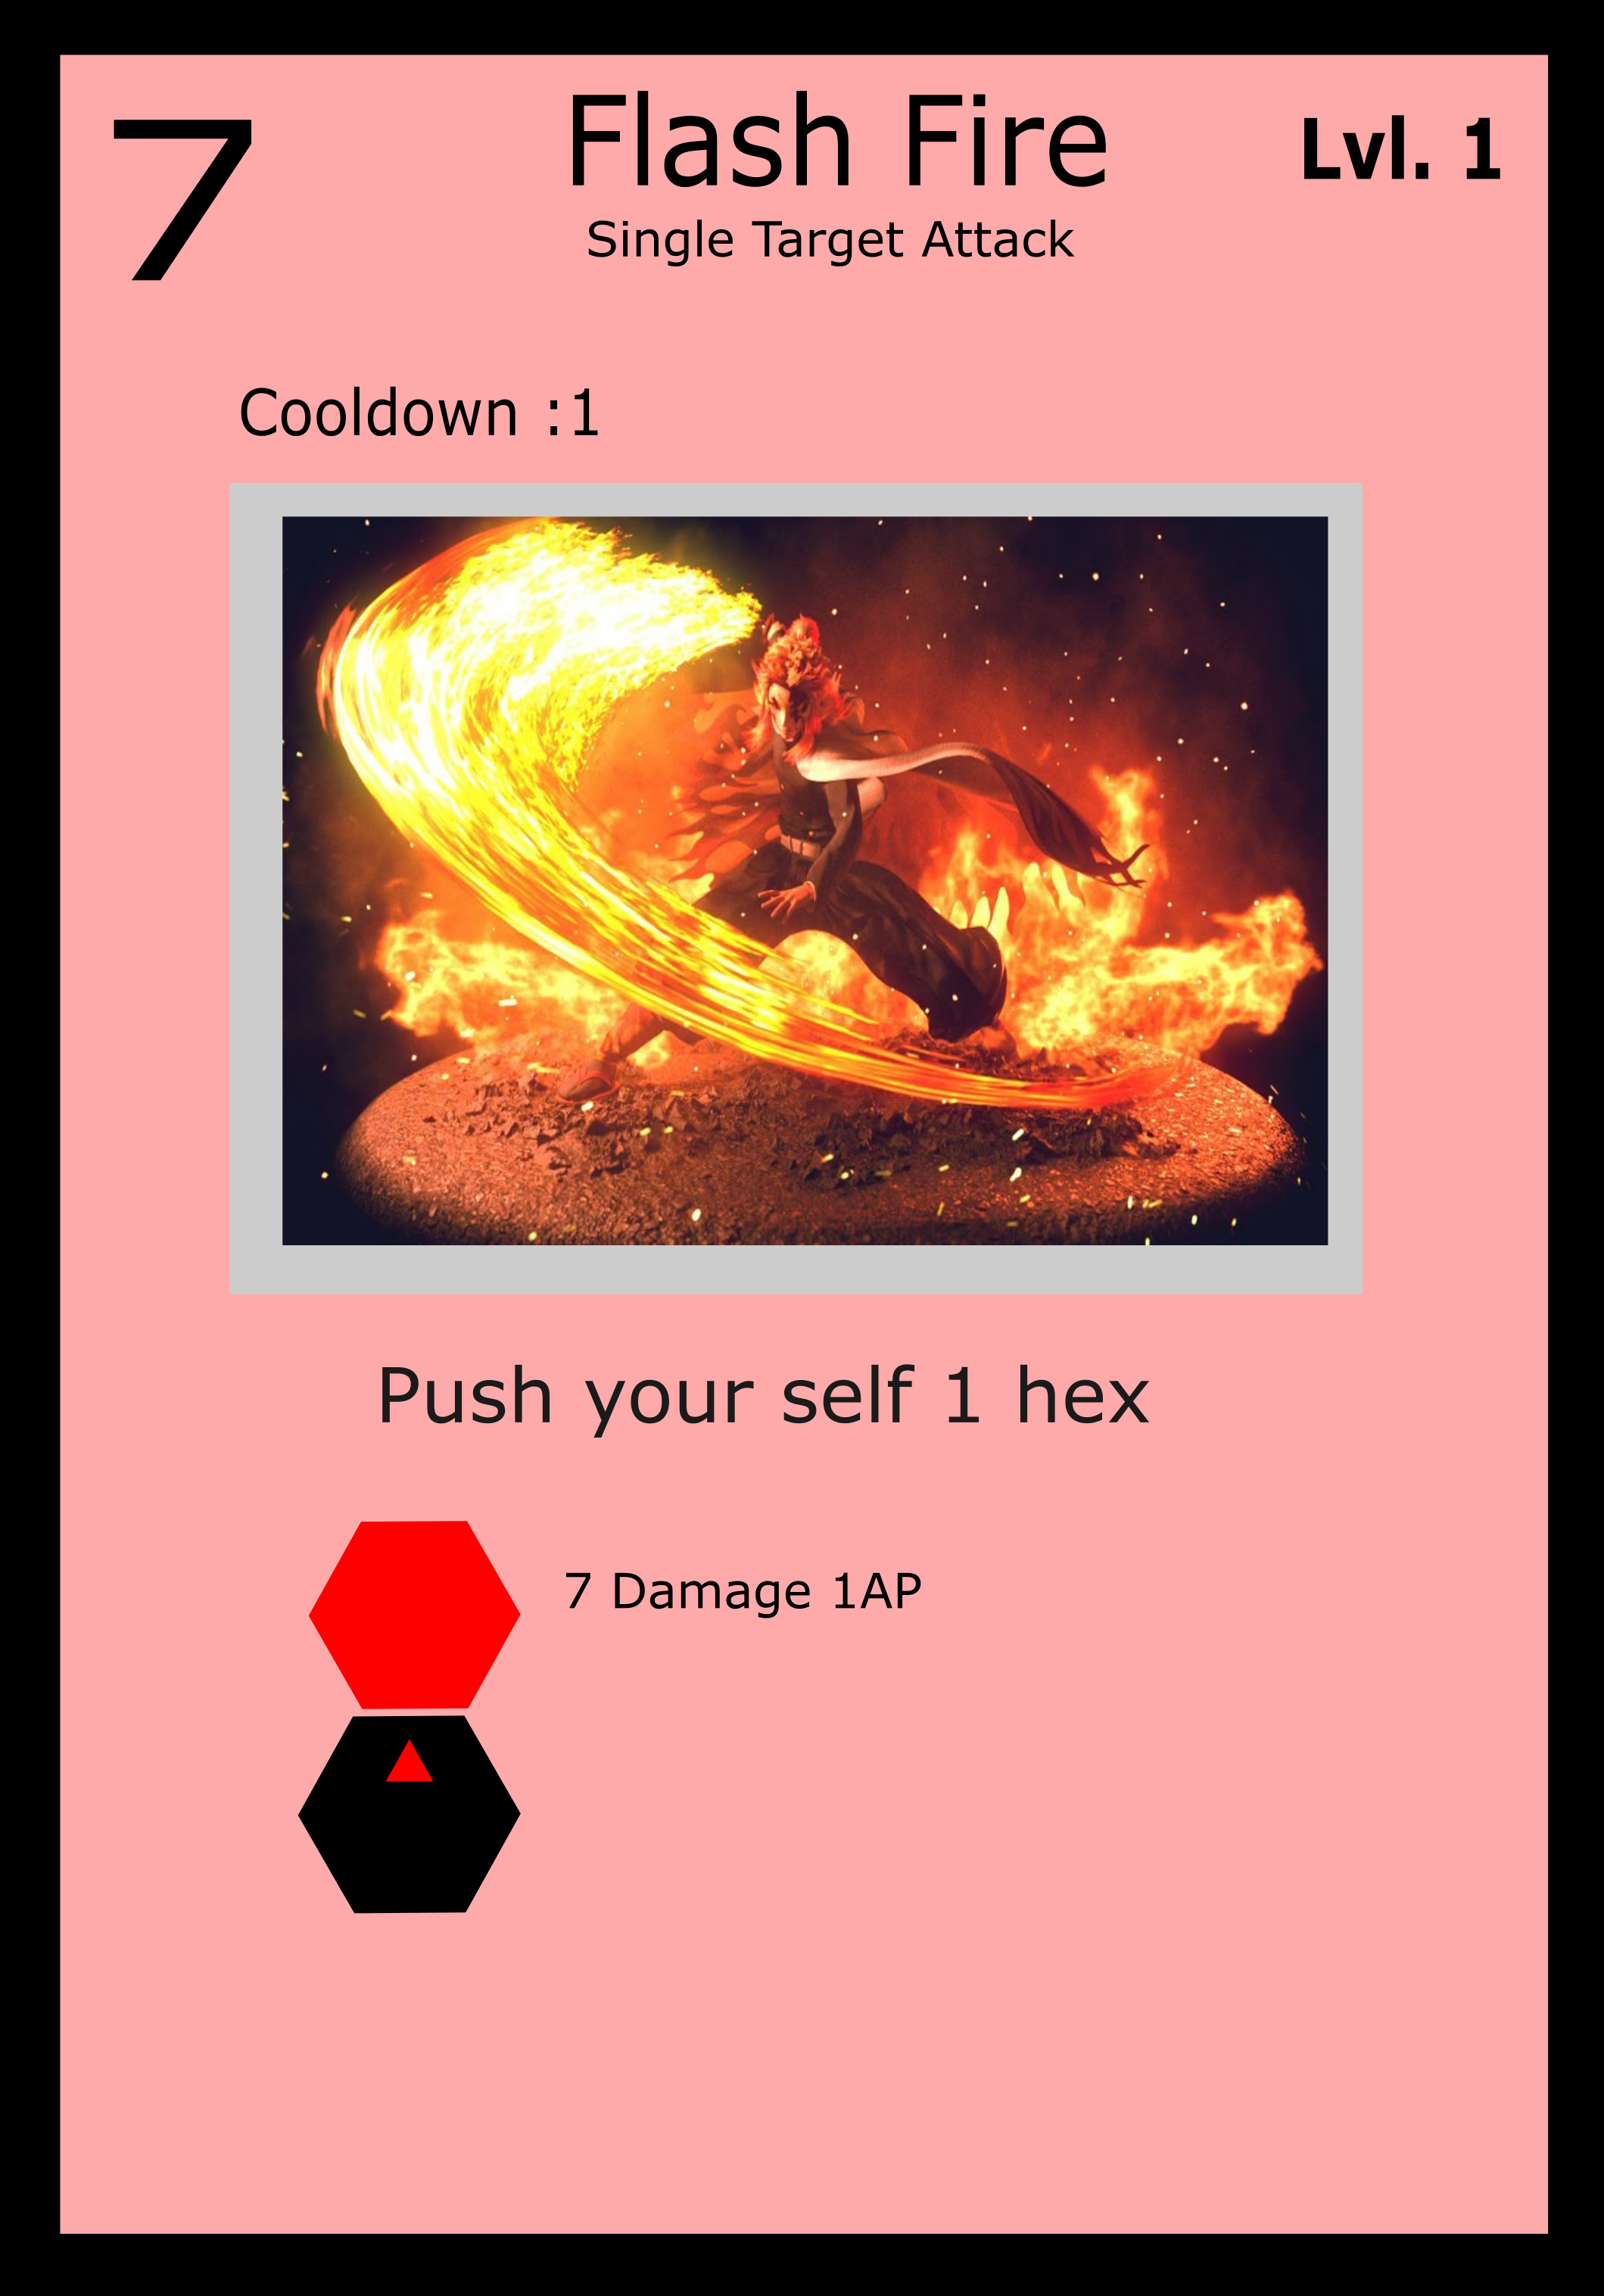 7
Flash Fire
Lvl. 1
Single Target Attack
Cooldown :1
Push your self 1 hex
7 Damage 1AP